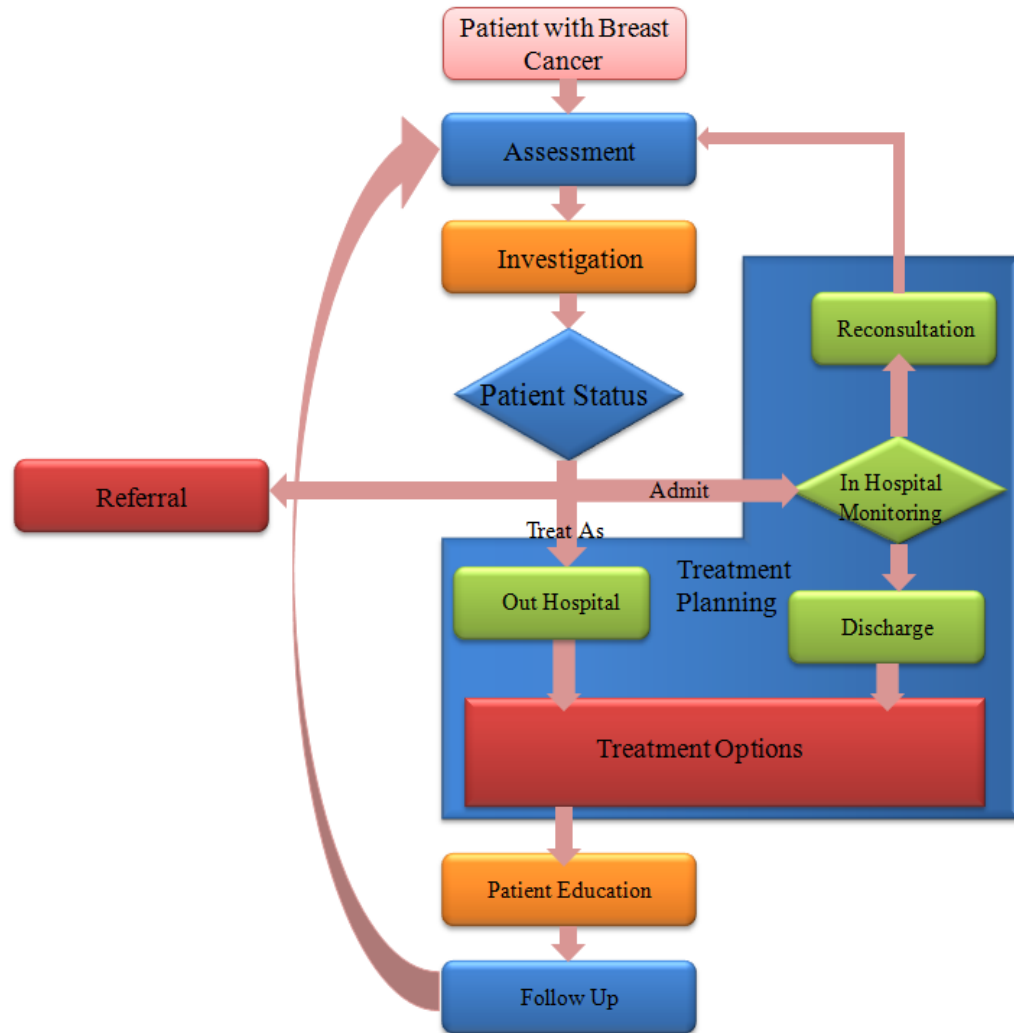 Patient with Breast
Cancer
Assessment
Investigation
Reconsultation
Patient Status
Referral
Admit
In Hospital
Monitoring
Treat As
Treatment
Planning
Out Hospital
Discharge
Treatment Options
Patient Education
Follow Up